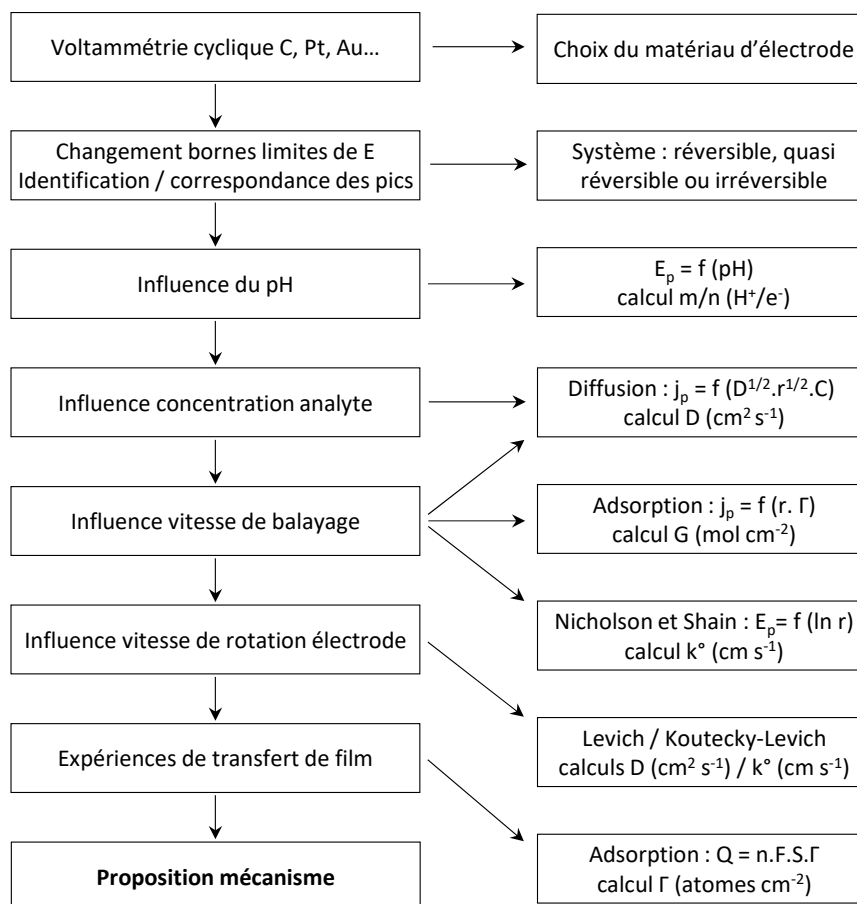 Voltammétrie cyclique C, Pt, Au…
Choix du matériau d’électrode
Changement bornes limites de E
Identification / correspondance des pics
Système : réversible, quasi
réversible ou irréversible
Influence du pH
Eₚ = f (pH)
calcul m/n (H⁺/e⁻)
Influence concentration analyte
Diffusion : jₚ = f (D¹ᐟ².r¹ᐟ².C)
calcul D (cm² s⁻¹)
Influence vitesse de balayage
Adsorption : jₚ = f (r. Γ)
calcul G (mol cm⁻²)
Nicholson et Shain : Eₚ= f (ln r)
calcul k° (cm s⁻¹)
Influence vitesse de rotation électrode
Levich / Koutecky-Levich
calculs D (cm² s⁻¹) / k° (cm s⁻¹)
Expériences de transfert de film
Adsorption : Q = n.F.S.Γ
calcul Γ (atomes cm⁻²)
Proposition mécanisme